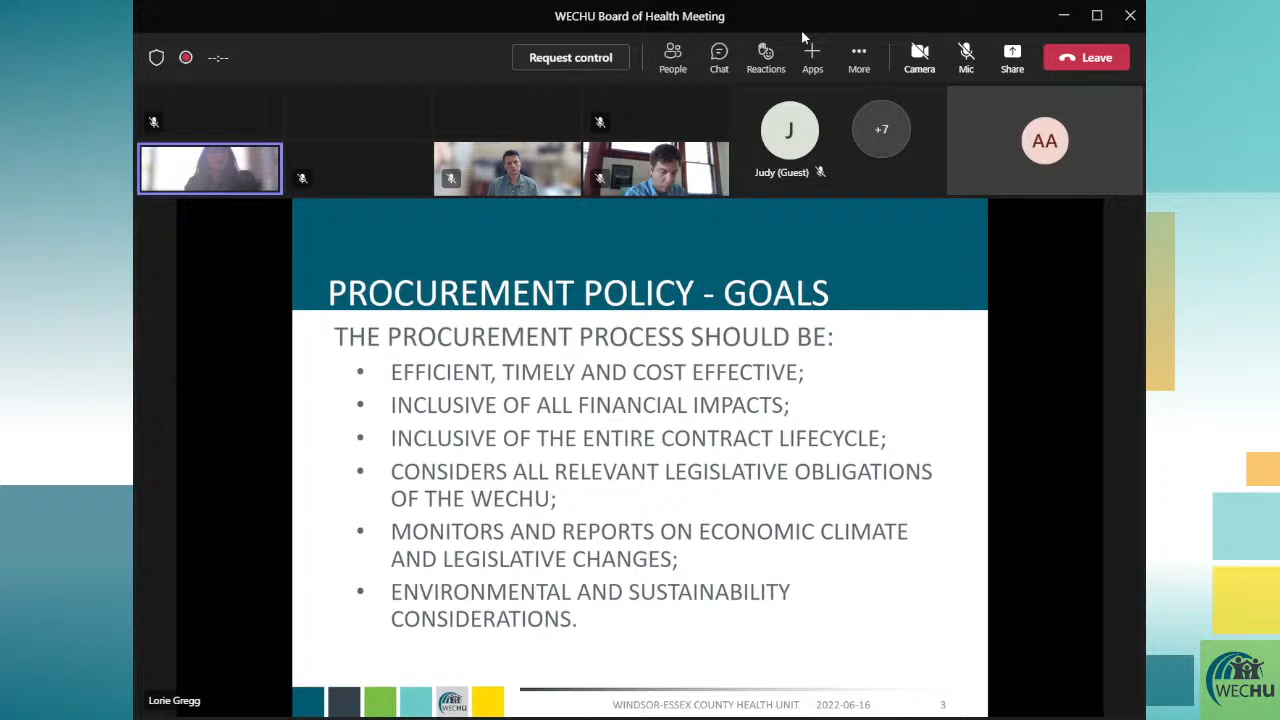 WECHU Board of Health Meeting
--:--
Request control
People
Chat
Reactions
Apps
More
Camera
Mic
Share
Leave
J
+7
AA
Judy (Guest)
PROCUREMENT POLICY - GOALS
THE PROCUREMENT PROCESS SHOULD BE:
• EFFICIENT, TIMELY AND COST EFFECTIVE;
• INCLUSIVE OF ALL FINANCIAL IMPACTS;
• INCLUSIVE OF THE ENTIRE CONTRACT LIFECYCLE;
• CONSIDERS ALL RELEVANT LEGISLATIVE OBLIGATIONS
OF THE WECHU;
• MONITORS AND REPORTS ON ECONOMIC CLIMATE
AND LEGISLATIVE CHANGES;
• ENVIRONMENTAL AND SUSTAINABILITY
CONSIDERATIONS.
Lorie Gregg
WECHU
WINDSOR-ESSEX COUNTY HEALTH UNIT 2022-06-16 3
WECHU